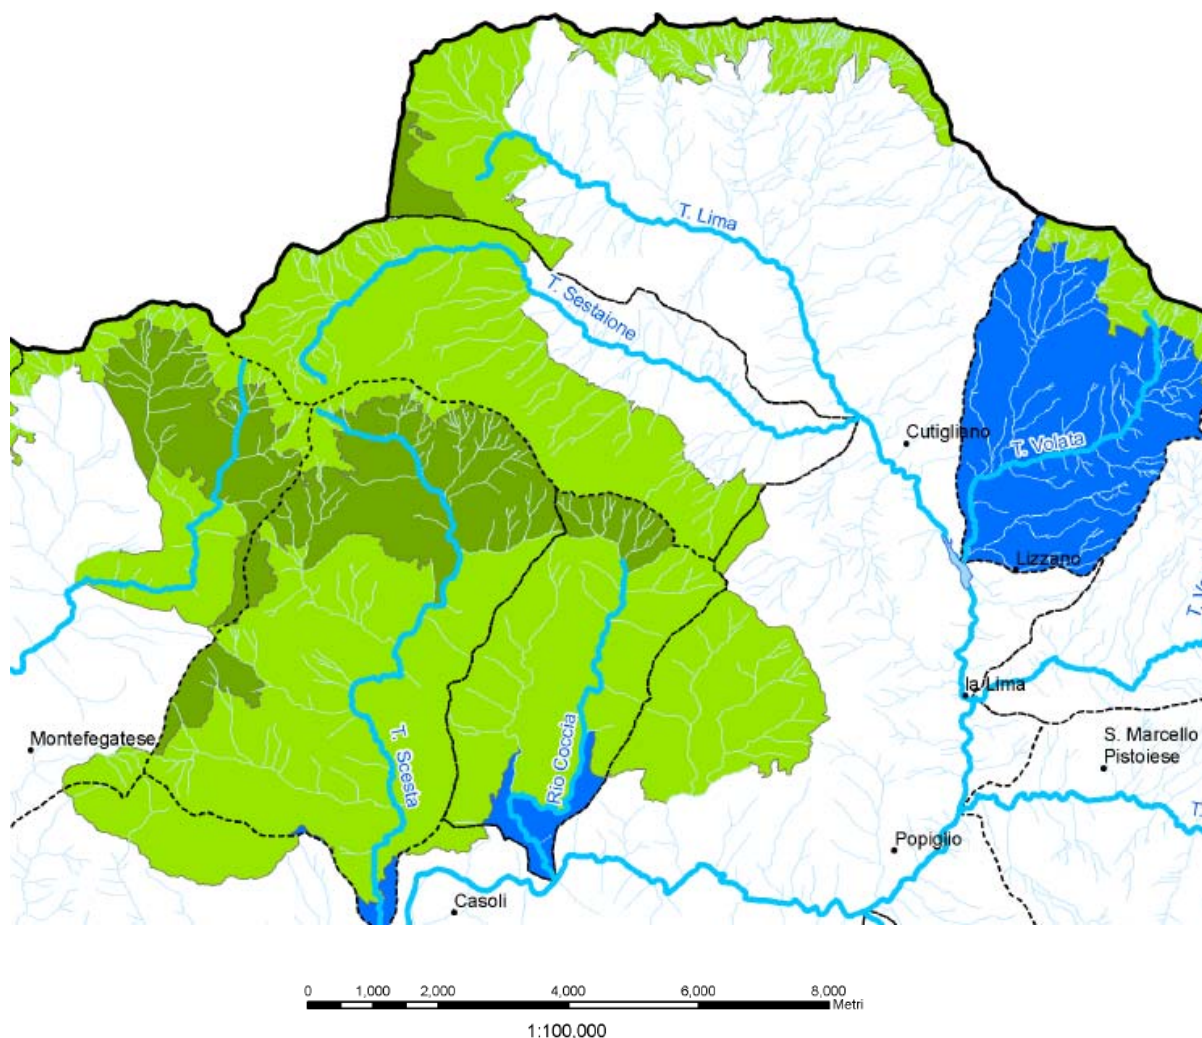 T. Lima
T. Sestaione
Cutigliano
T. Volata
Lizzano
la Lima
Montefegatese
S. Marcello
Pistoiese
T. Scesta
Rio Coccia
T.
Popiglio
Casoli
0 1,000 2,000 4,000 6,000 8,000
Metri
1:100.000